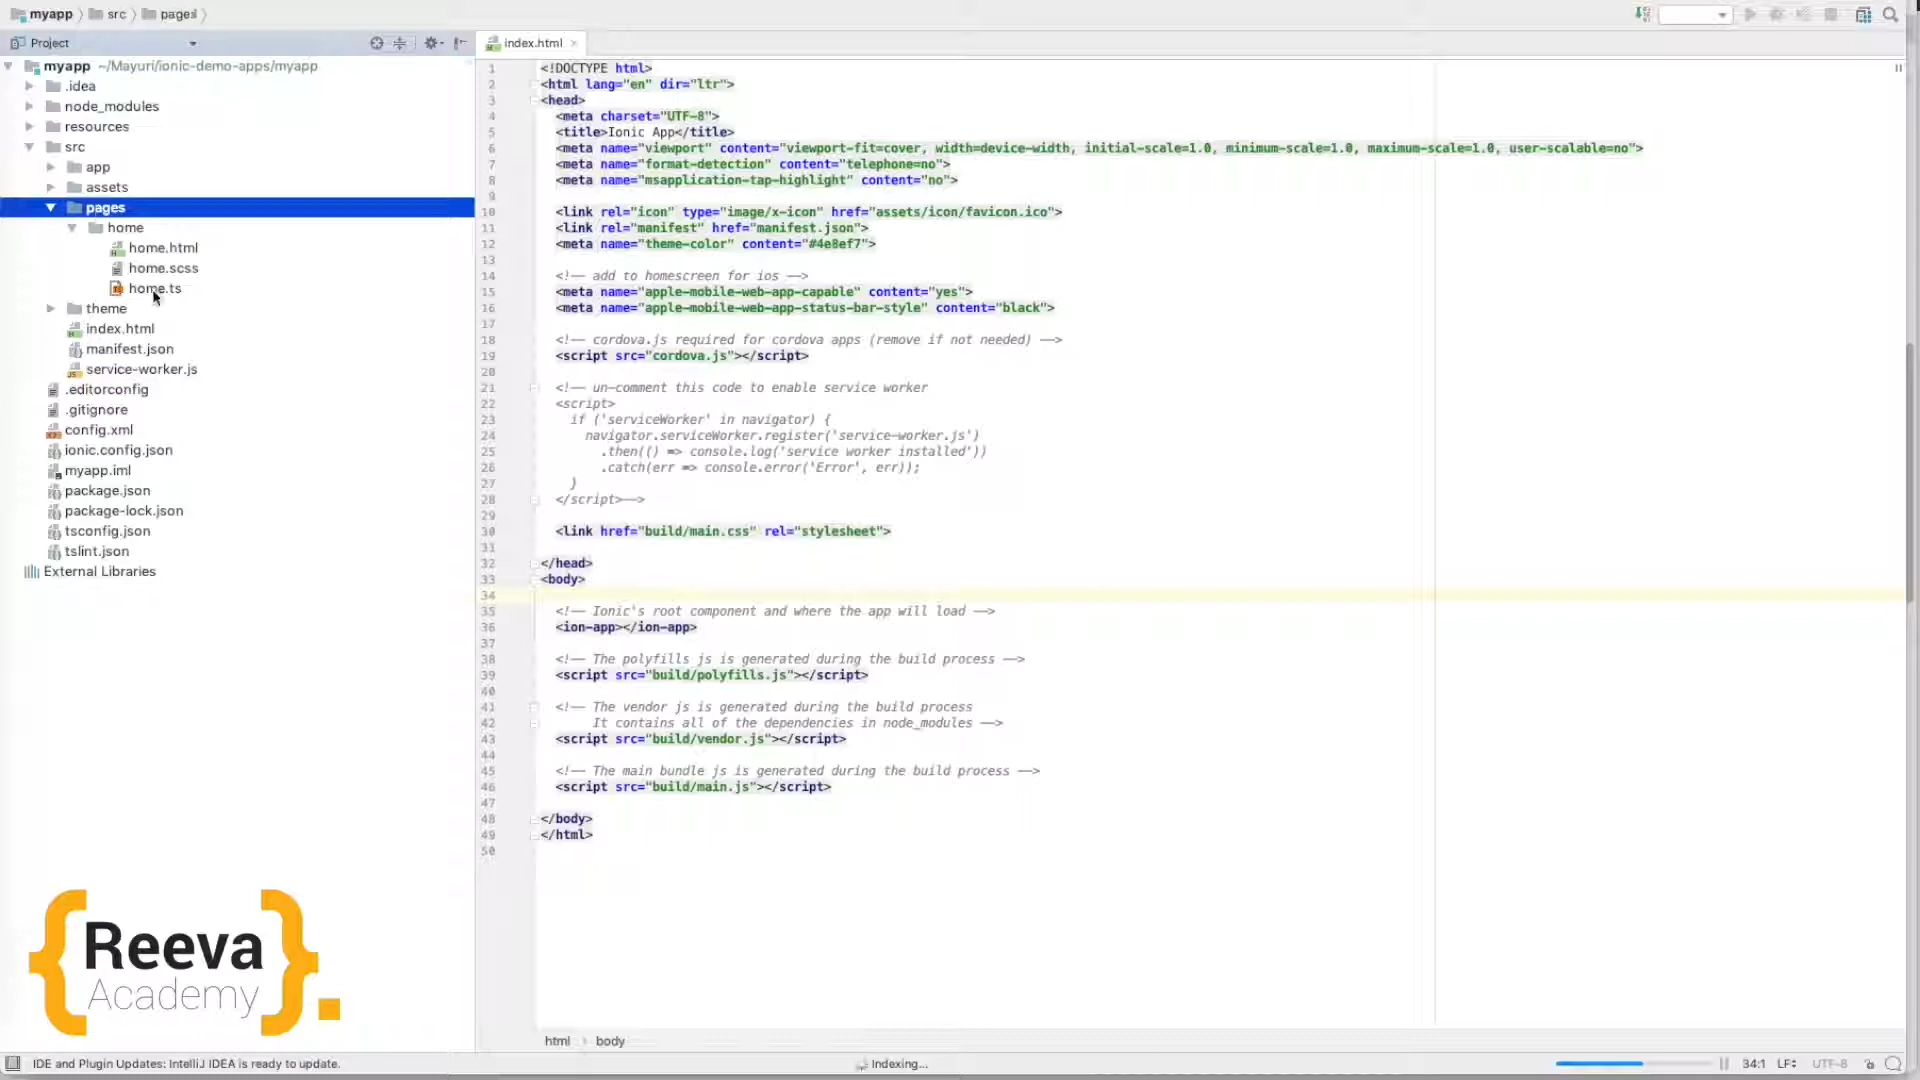 myapp src pages
Project
index.html
myapp ~/Mayuri/ionic-demo-apps/myapp
.idea
node_modules
resources
src
app
assets
pages
home
home.html
home.scss
home.ts
theme
index.html
manifest.json
service-worker.js
.editorconfig
.gitignore
config.xml
ionic.config.json
myapp.iml
package.json
package-lock.json
tsconfig.json
tslint.json
External Libraries
1 <!DOCTYPE html>
2 <html lang="en" dir="ltr">
3 <head>
4 <meta charset="UTF-8">
5 <title>Ionic App</title>
6 <meta name="viewport" content="viewport-fit=cover, width=device-width, initial-scale=1.0, minimum-scale=1.0, maximum-scale=1.0, user-scalable=no">
7 <meta name="format-detection" content="telephone=no">
8 <meta name="msapplication-tap-highlight" content="no">
9
10 <link rel="icon" type="image/x-icon" href="assets/icon/favicon.ico">
11 <link rel="manifest" href="manifest.json">
12 <meta name="theme-color" content="#4e8ef7">
13
14 <!-- add to homescreen for ios -->
15 <meta name="apple-mobile-web-app-capable" content="yes">
16 <meta name="apple-mobile-web-app-status-bar-style" content="black">
17
18 <!-- cordova.js required for cordova apps (remove if not needed) -->
19 <script src="cordova.js"></script>
20
21 <!-- un-comment this code to enable service worker
22 <script>
23 if ('serviceWorker' in navigator) {
24 navigator.serviceWorker.register('service-worker.js')
25 .then(() => console.log('service worker installed'))
26 .catch(err => console.error('Error', err));
27 }
28 </script>-->
29
30 <link href="build/main.css" rel="stylesheet">
31
32 </head>
33 <body>
34
35 <!-- Ionic's root component and where the app will load -->
36 <ion-app></ion-app>
37
38 <!-- The polyfills js is generated during the build process -->
39 <script src="build/polyfills.js"></script>
40
41 <!-- The vendor js is generated during the build process
42 It contains all of the dependencies in node_modules -->
43 <script src="build/vendor.js"></script>
44
45 <!-- The main bundle js is generated during the build process -->
46 <script src="build/main.js"></script>
47
48 </body>
49 </html>
50
{Reeva
Academy}.
html body
IDE and Plugin Updates: IntelliJ IDEA is ready to update.
Indexing...
34:1 LF UTF-8